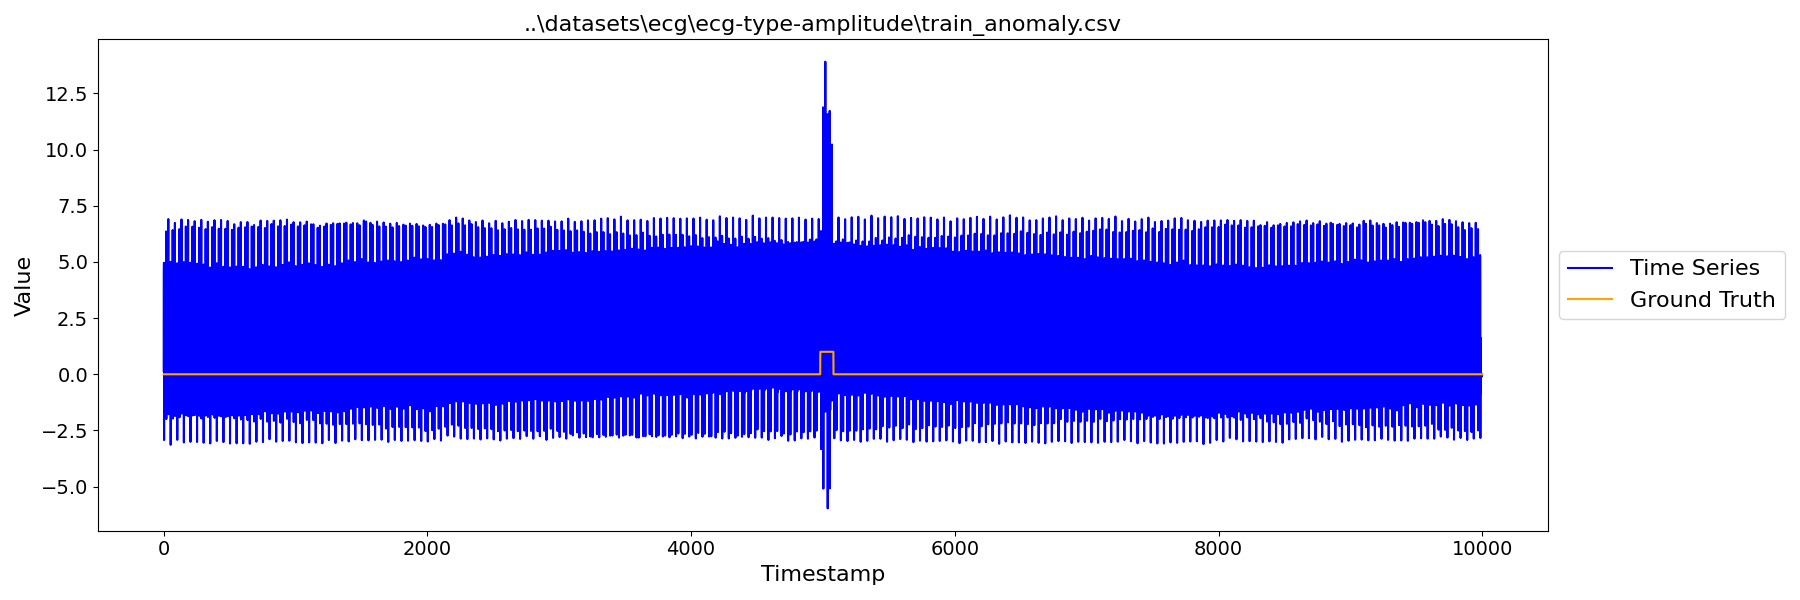 ..\datasets\ecg\ecg-type-amplitude\train_anomaly.csv
Value
12.5
10.0
7.5
5.0
2.5
0.0
−2.5
−5.0
0
2000
4000
6000
8000
10000
Timestamp
Time Series
Ground Truth